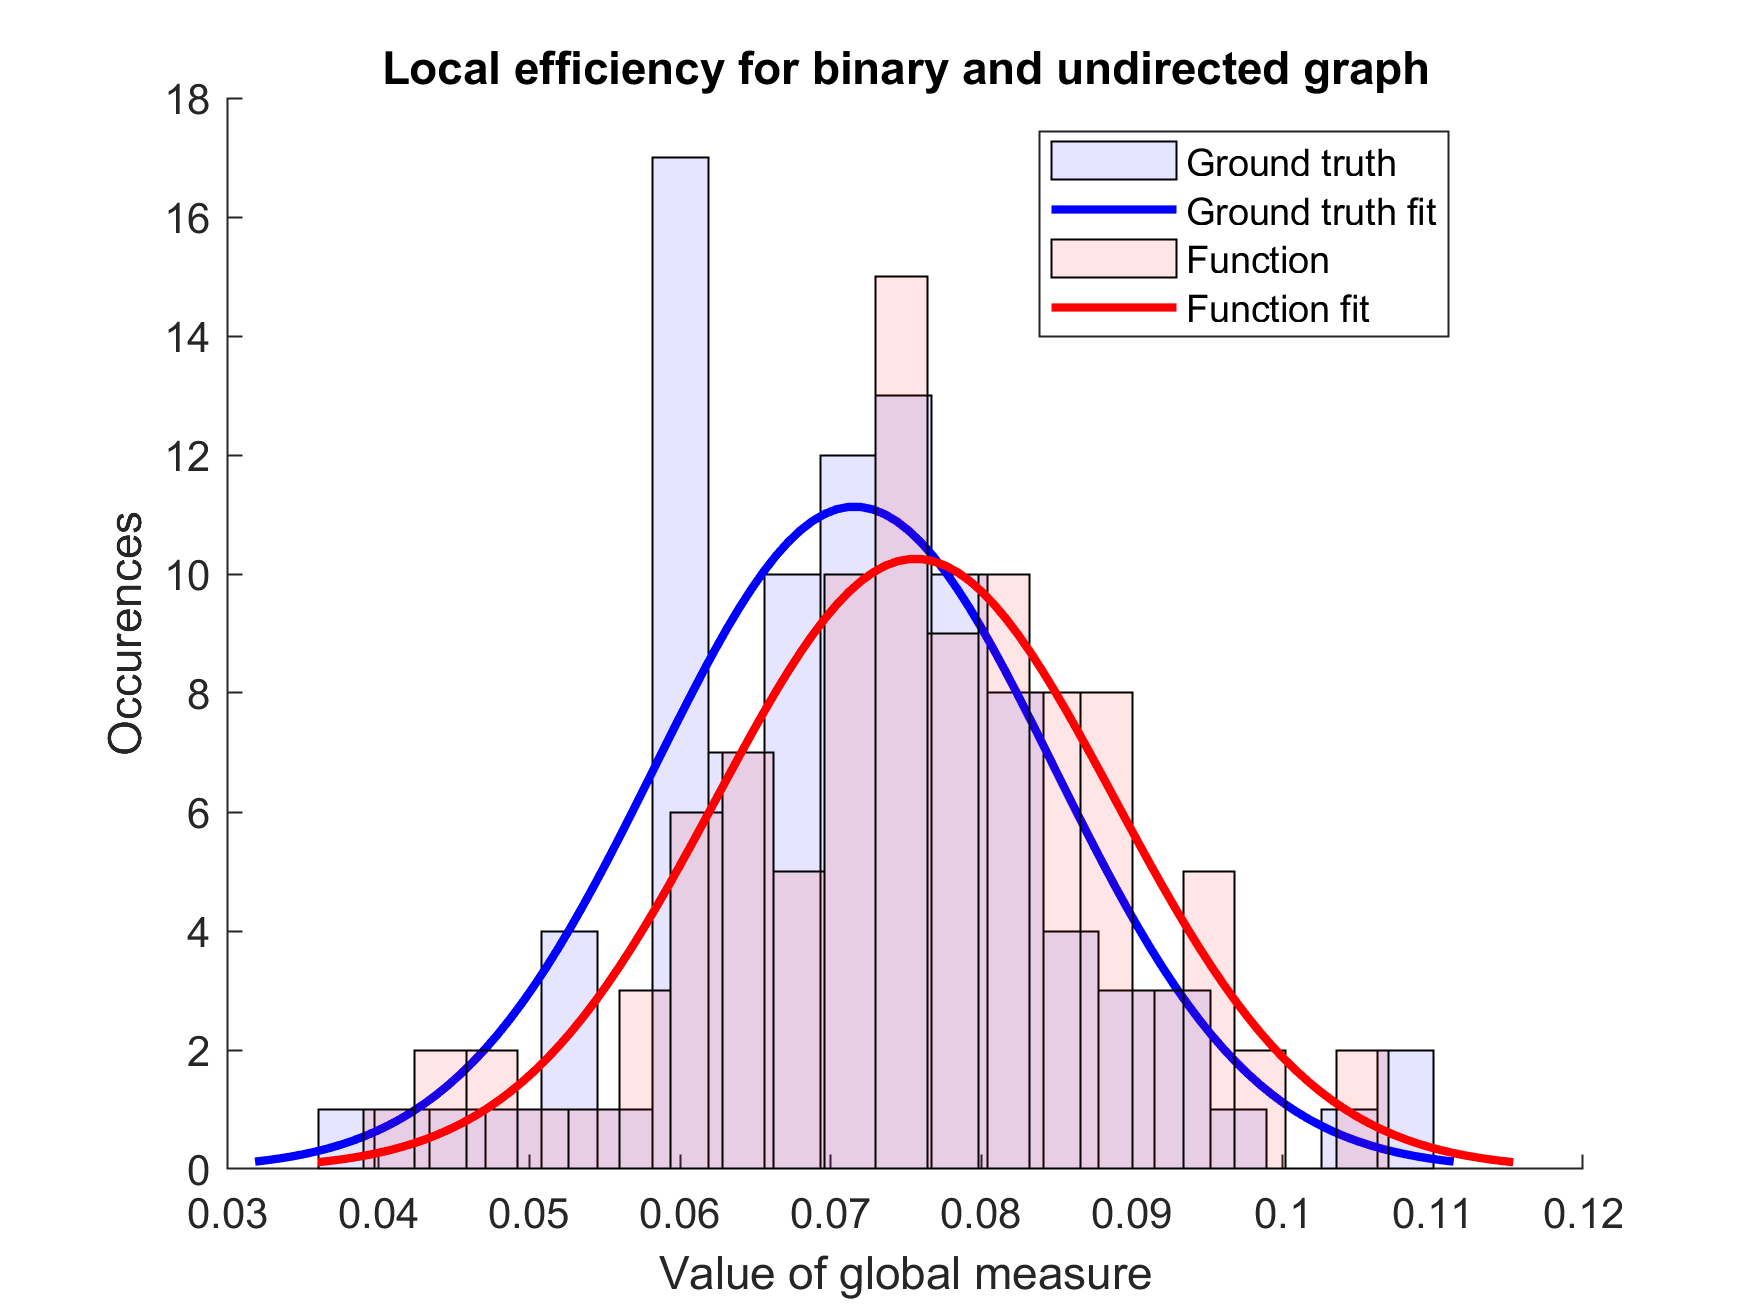 Local efficiency for binary and undirected graph
18
16
14
12
10
8
6
4
2
0
Occurences
Ground truth
Ground truth fit
Function
Function fit
0.03 0.04 0.05 0.06 0.07 0.08 0.09 0.1 0.11 0.12
Value of global measure